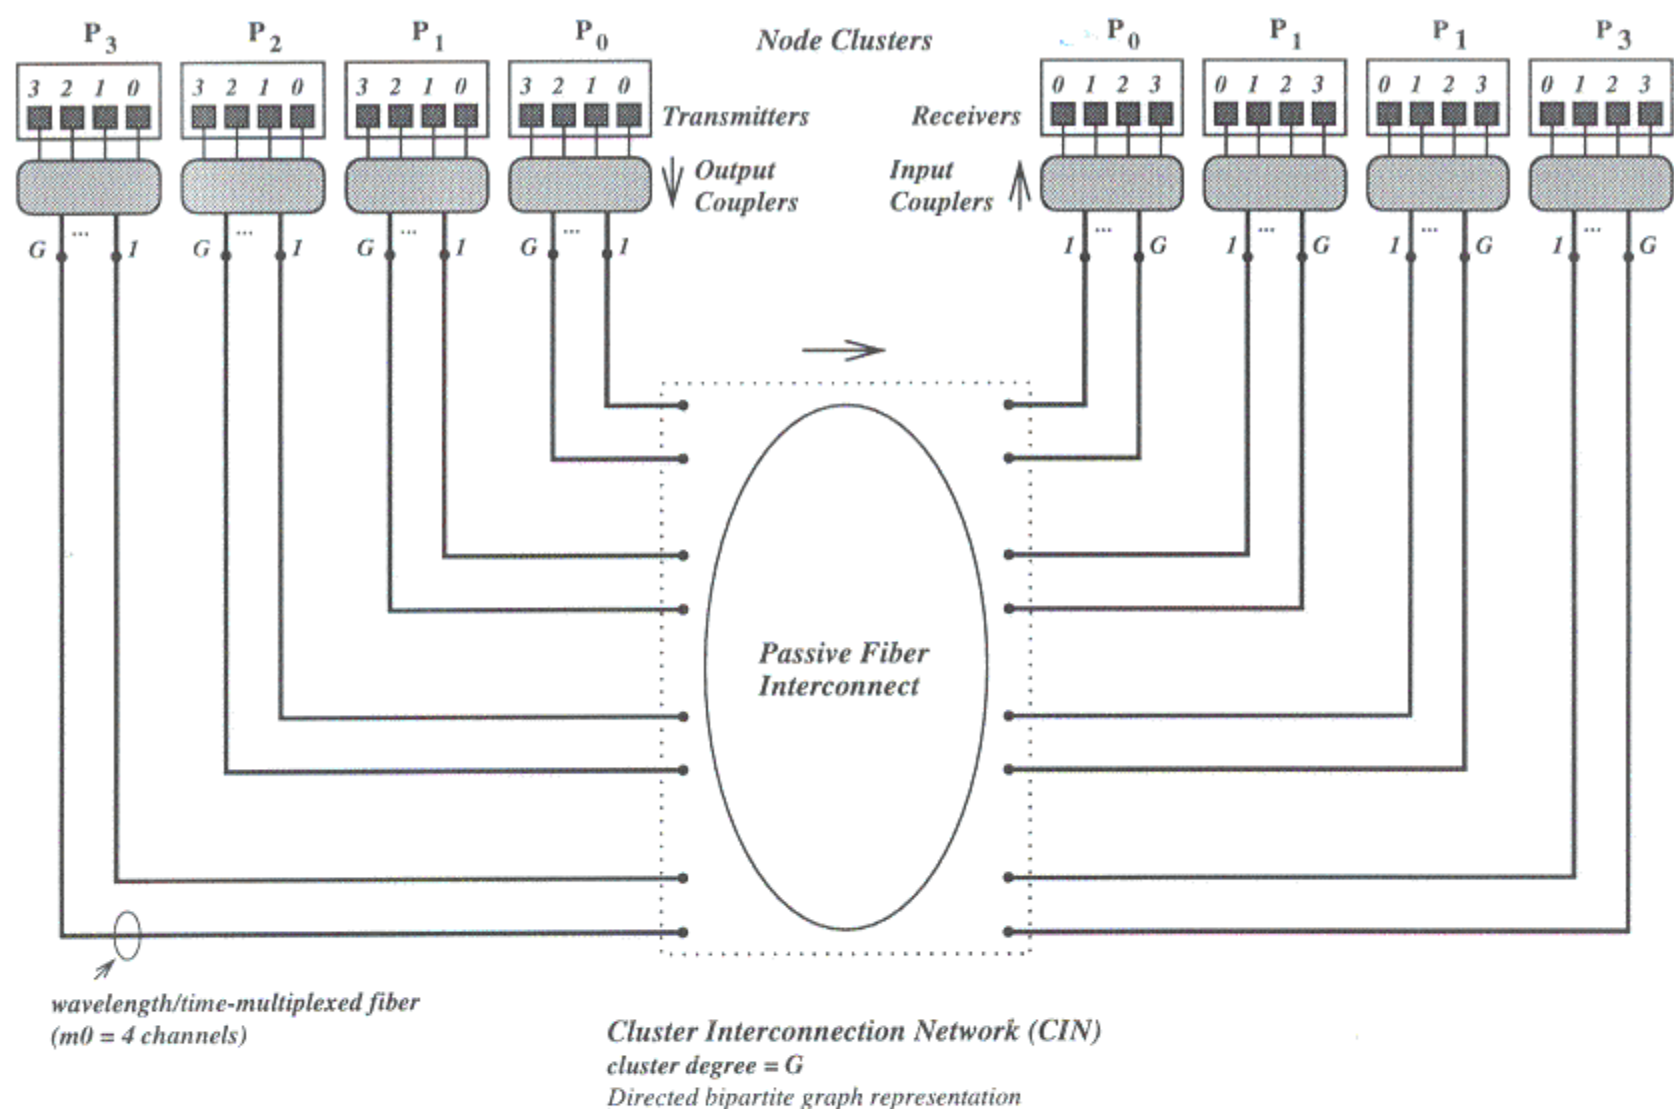 P3 P2 P1 P0 Node Clusters P0 P1 P1 P3
3 2 1 0 3 2 1 0 3 2 1 0 3 2 1 0 0 1 2 3 0 1 2 3 0 1 2 3 0 1 2 3
Transmitters Receivers
Output Couplers
Input Couplers
G ... 1 G ... 1 G ... 1 G ... 1 1 ... G 1 ... G 1 ... G 1 ... G
Passive Fiber
Interconnect
wavelength/time-multiplexed fiber
(m0 = 4 channels)
Cluster Interconnection Network (CIN)
cluster degree = G
Directed bipartite graph representation